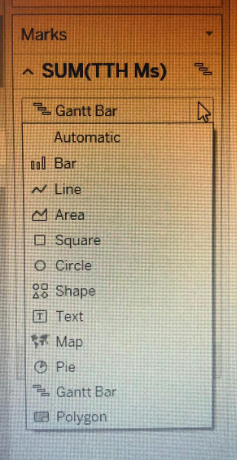 Marks
SUM(TTH Ms)
Gantt Bar
Automatic
Bar
Line
Area
Square
Circle
Shape
Text
Map
Pie
Gantt Bar
Polygon